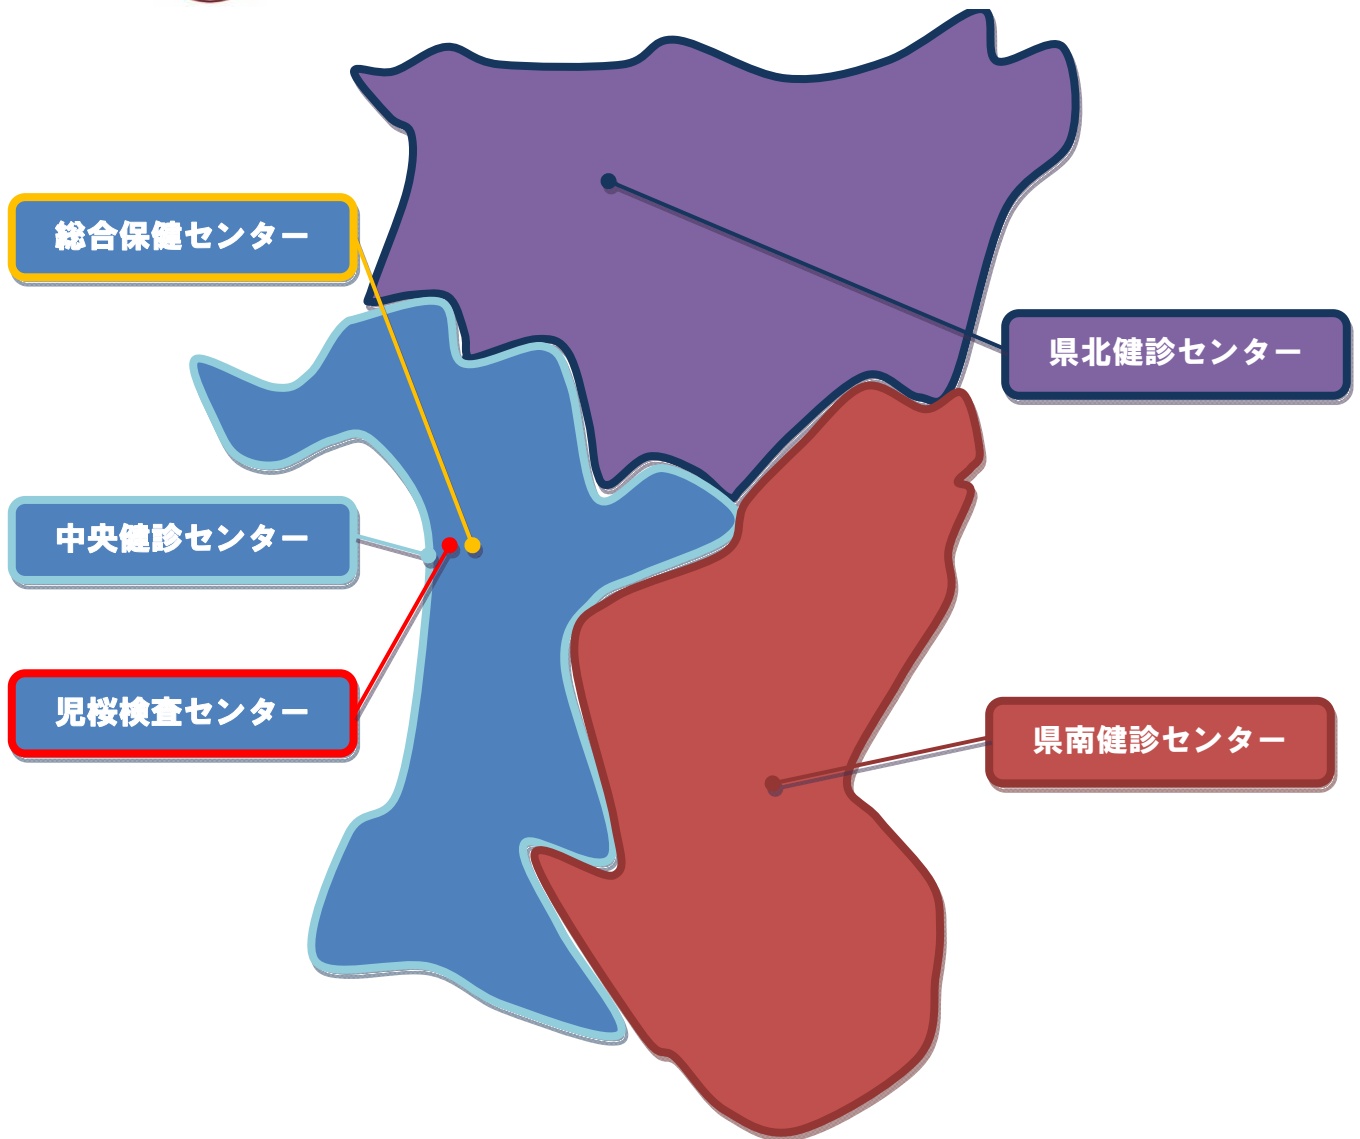 総合保健センター
県北健診センター
中央健診センター
児桜検査センター
県南健診センター